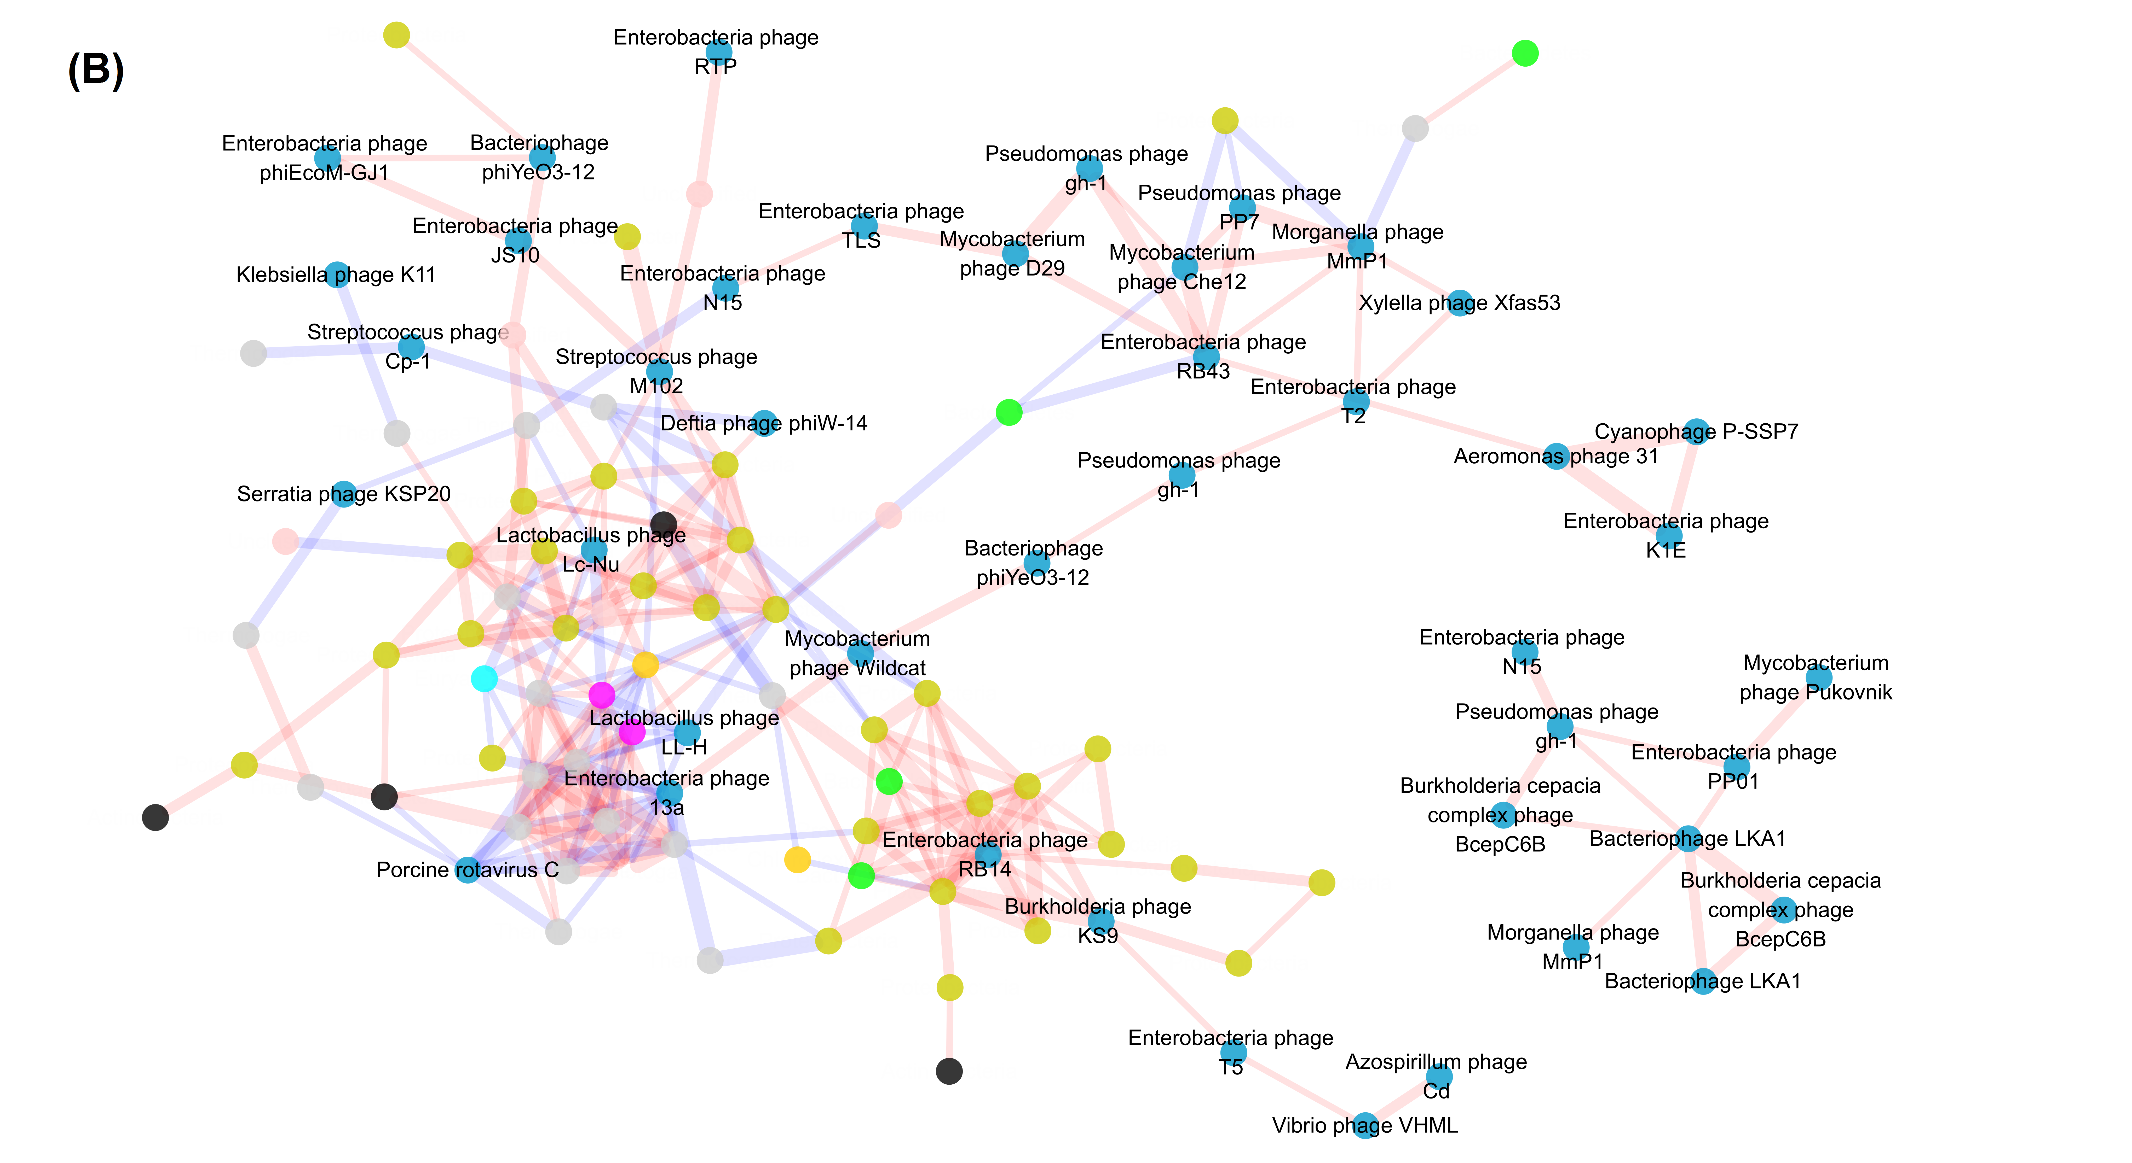 (B)
Enterobacteria phage
RTP
Enterobacteria phage
phiEcoM-GJ1
Bacteriophage
phiYeO3-12
Enterobacteria phage
JS10
Klebsiella phage K11
Streptococcus phage
Cp-1
Enterobacteria phage
TLS
Enterobacteria phage
N15
Streptococcus phage
M102
Deftia phage phiW-14
Serratia phage KSP20
Lactobacillus phage
Lc-Nu
Pseudomonas phage
gh-1
Pseudomonas phage
PP7
Mycobacterium
phage D29
Mycobacterium
phage Che12
Morganella phage
MmP1
Xylella phage Xfas53
Enterobacteria phage
RB43
Enterobacteria phage
T2
Cyanophage P-SSP7
Aeromonas phage 31
Enterobacteria phage
K1E
Pseudomonas phage
gh-1
Bacteriophage
phiYeO3-12
Mycobacterium
phage Wildcat
Lactobacillus phage
LL-H
Enterobacteria phage
13a
Porcine rotavirus C
Enterobacteria phage
RB14
Burkholderia phage
KS9
Enterobacteria phage
N15
Mycobacterium
phage Pukovnik
Pseudomonas phage
gh-1
Enterobacteria phage
PP01
Burkholderia cepacia
complex phage
BcepC6B
Bacteriophage LKA1
Burkholderia cepacia
complex phage
BcepC6B
Morganella phage
MmP1
Bacteriophage LKA1
Enterobacteria phage
T5
Azospirillum phage
Cd
Vibrio phage VHML